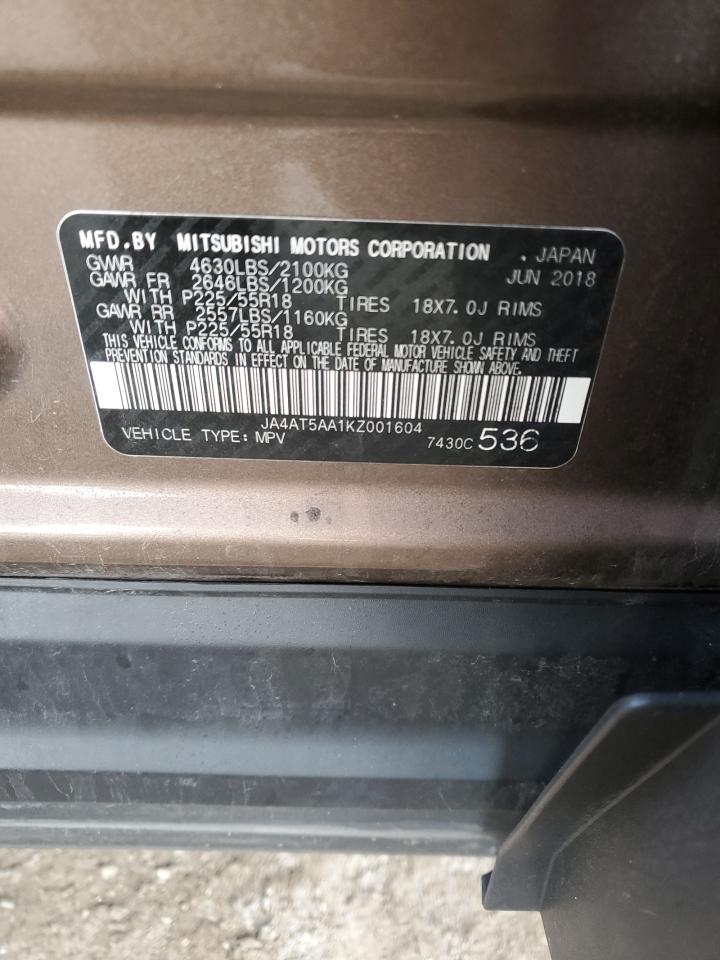 MFD.BY MITSUBISHI MOTORS CORPORATION . JAPAN
GVWR 4630LBS/2100KG JUN 2018
GAWR FR 2646LBS/1200KG
WITH P225/55R18 TIRES 18X7.0J RIMS
GAWR RR 2557LBS/1160KG
WITH P225/55R18 TIRES 18X7.0J RIMS
THIS VEHICLE CONFORMS TO ALL APPLICABLE FEDERAL MOTOR VEHICLE SAFETY AND THEFT
PREVENTION STANDARDS IN EFFECT ON THE DATE OF MANUFACTURE SHOWN ABOVE.
JA4AT5AA1KZ001604
VEHICLE TYPE: MPV 7430C 536